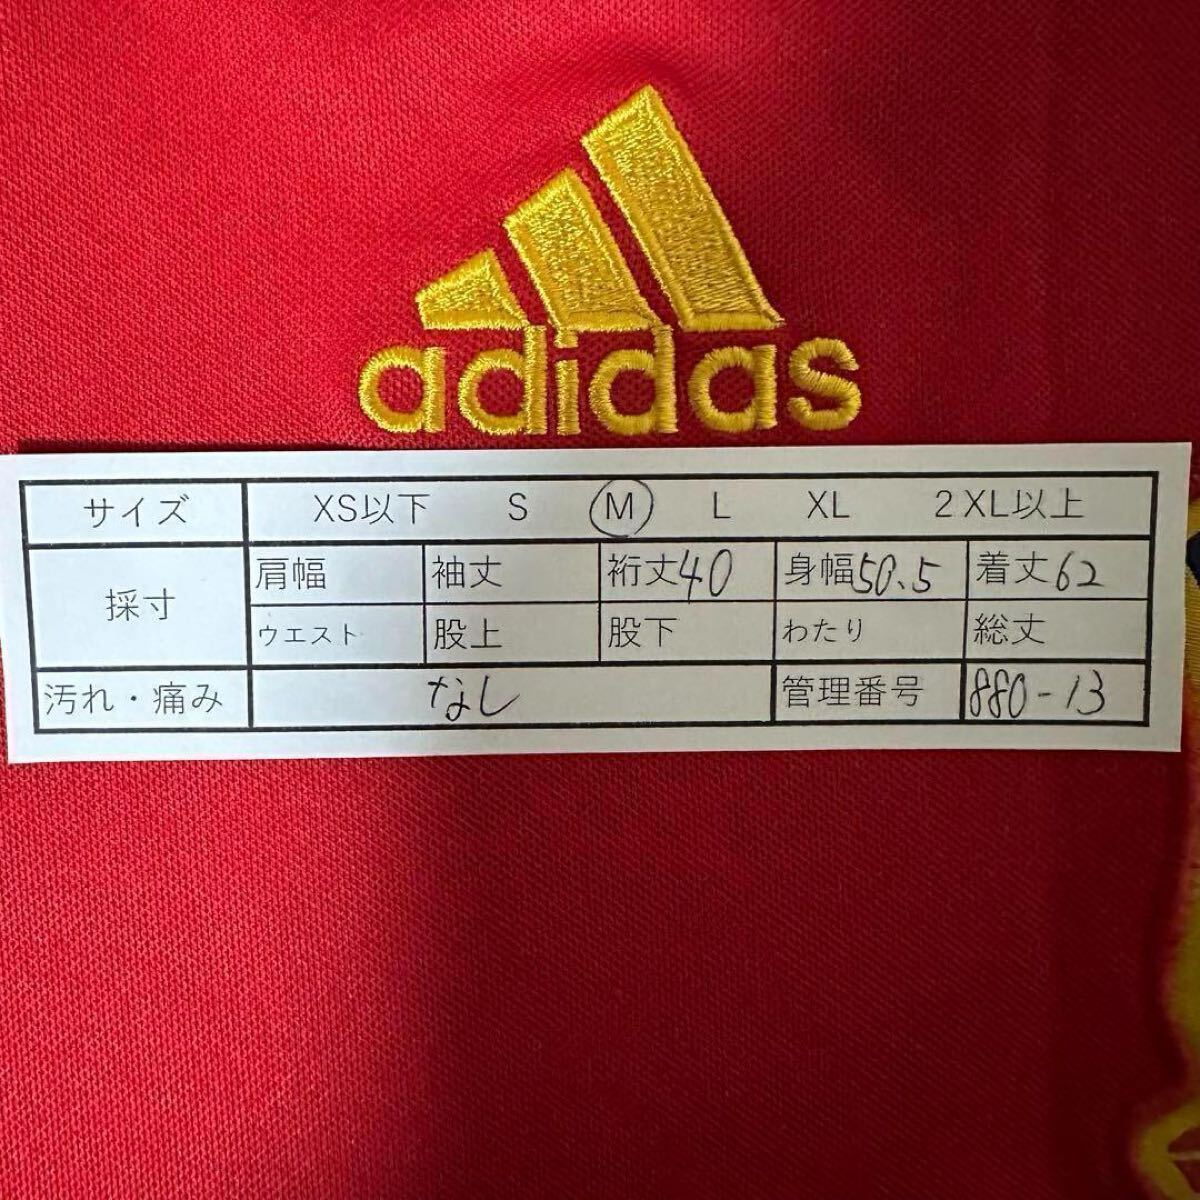 adidas
サイズ XS以下 S M L XL 2XL以上
採寸 肩幅 袖丈 裄丈40 身幅50.5 着丈62
ウエスト 股上 股下 わたり 総丈
汚れ・痛み なし 管理番号 880-13